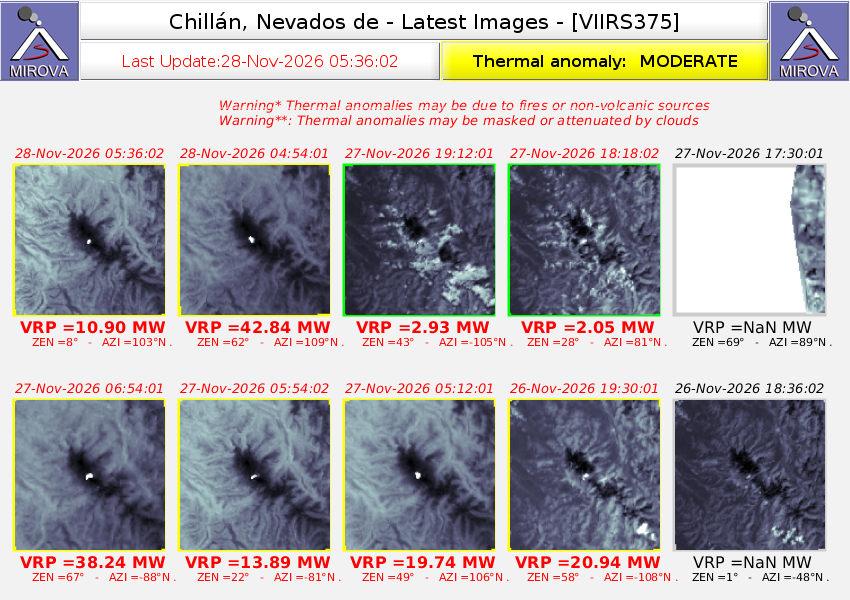 Chillán, Nevados de - Latest Images - [VIIRS375]
MIROVA
Last Update:28-Nov-2026 05:36:02
Thermal anomaly: MODERATE
MIROVA
Warning* Thermal anomalies may be due to fires or non-volcanic sources
Warning**: Thermal anomalies may be masked or attenuated by clouds
28-Nov-2026 05:36:02 28-Nov-2026 04:54:01 27-Nov-2026 19:12:01 27-Nov-2026 18:18:02 27-Nov-2026 17:30:01
VRP =10.90 MW VRP =42.84 MW VRP =2.93 MW VRP =2.05 MW VRP =NaN MW
ZEN =8° - AZI =103°N . ZEN =62° - AZI =109°N . ZEN =43° - AZI =-105°N . ZEN =28° - AZI =81°N . ZEN =69° - AZI =89°N .
27-Nov-2026 06:54:01 27-Nov-2026 05:54:02 27-Nov-2026 05:12:01 26-Nov-2026 19:30:01 26-Nov-2026 18:36:02
VRP =38.24 MW VRP =13.89 MW VRP =19.74 MW VRP =20.94 MW VRP =NaN MW
ZEN =67° - AZI =-88°N . ZEN =22° - AZI =-81°N . ZEN =49° - AZI =106°N . ZEN =58° - AZI =-108°N . ZEN =1° - AZI =-48°N .